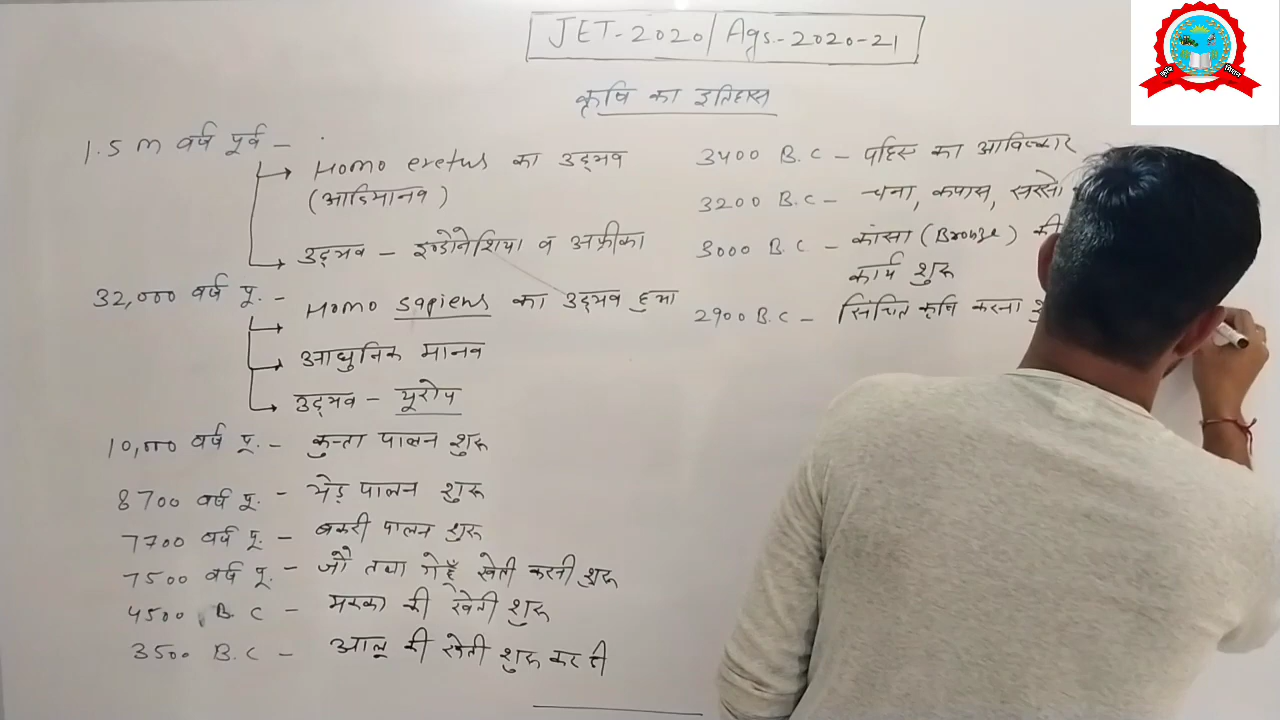 JET-2020/Ags.-2020-21
कृषि का इतिहास
1.5 m वर्ष पूर्व -
Homo eretus का उद्भव
(आदिमानव)
उद्भव - इण्डोनेशिया व अफ्रीका
32,000 वर्ष पू. -
Homo sapiens का उद्भव हुआ
आधुनिक मानव
उद्भव - यूरोप
10,000 वर्ष पू. - कुत्ता पालन शुरू
8700 वर्ष पू. - भेड़ पालन शुरू
7700 वर्ष पू. - बकरी पालन शुरू
7500 वर्ष पू. - जौ तथा गेहूँ खेती करनी शुरू
4500 B.C - मक्का की खेती शुरू
3500 B.C - आलू की खेती शुरू कर दी
3400 B.C - पहिए का आविष्कार
3200 B.C - चना, कपास, सरसो
3000 B.C - कांसा (Bronze) की
कार्य शुरू
2900 B.C - सिंचित कृषि करना
कृषि